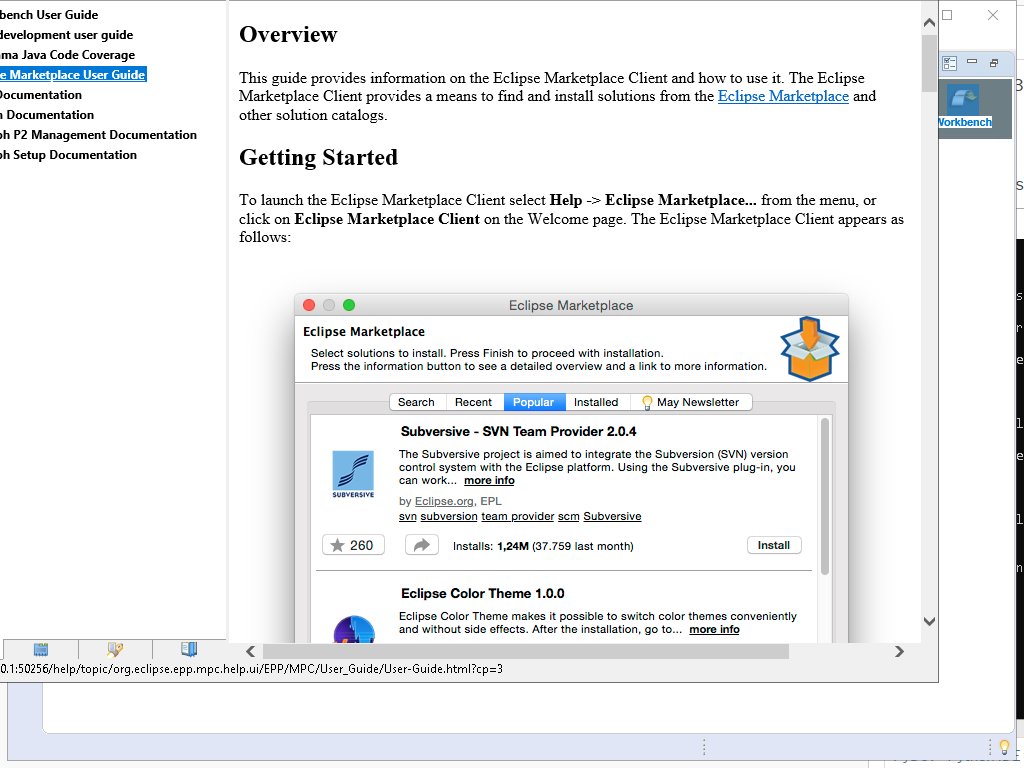 bench User Guide
development user guide
ma Java Code Coverage
e Marketplace User Guide
Documentation
n Documentation
ph P2 Management Documentation
ph Setup Documentation
Overview
This guide provides information on the Eclipse Marketplace Client and how to use it. The Eclipse
Marketplace Client provides a means to find and install solutions from the Eclipse Marketplace and
other solution catalogs.
Getting Started
To launch the Eclipse Marketplace Client select Help -> Eclipse Marketplace... from the menu, or
click on Eclipse Marketplace Client on the Welcome page. The Eclipse Marketplace Client appears as
follows:
Eclipse Marketplace
Eclipse Marketplace
Select solutions to install. Press Finish to proceed with installation.
Press the information button to see a detailed overview and a link to more information.
Search Recent Popular Installed May Newsletter
Subversive - SVN Team Provider 2.0.4
The Subversive project is aimed to integrate the Subversion (SVN) version
control system with the Eclipse platform. Using the Subversive plug-in, you
can work... more info
SUBVERSIVE
by Eclipse.org, EPL
svn subversion team provider scm Subversive
260 Installs: 1,24M (37.759 last month) Install
Eclipse Color Theme 1.0.0
Eclipse Color Theme makes it possible to switch color themes conveniently
and without side effects. After the installation, go to... more info
0.1:50256/help/topic/org.eclipse.epp.mpc.help.ui/EPP/MPC/User_Guide/User-Guide.html?cp=3
Workbench